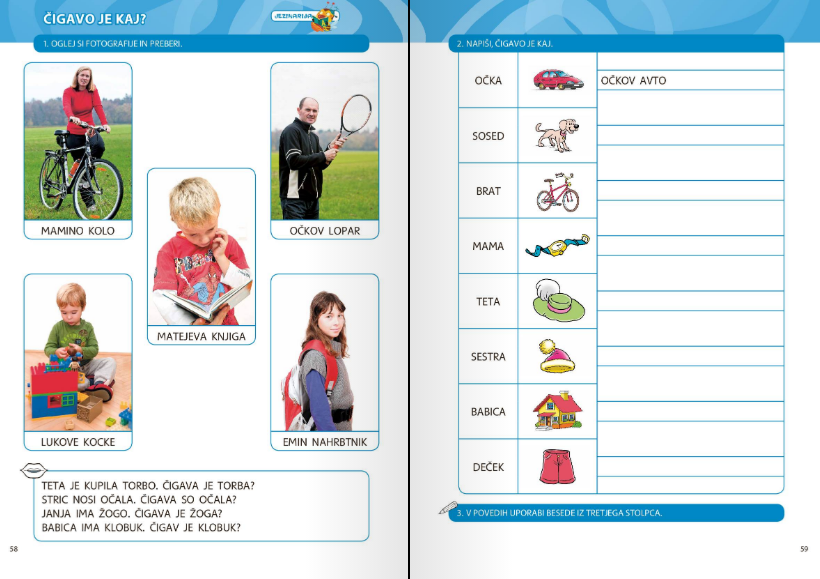 ČIGAVO JE KAJ?
JEZNARIJA
1. OGLEJ SI FOTOGRAFIJE IN PREBERI.
MAMINO KOLO
OČKOV LOPAR
MATEJEVA KNJIGA
LUKOVE KOCKE
EMIN NAHRBTNIK
TETA JE KUPILA TORBO. ČIGAVA JE TORBA?
STRIC NOSI OČALA. ČIGAVA SO OČALA?
JANJA IMA ŽOGO. ČIGAVA JE ŽOGA?
BABICA IMA KLOBUK. ČIGAV JE KLOBUK?
58
2. NAPIŠI, ČIGAVO JE KAJ.
OČKA
OČKOV AVTO
SOSED
BRAT
MAMA
TETA
SESTRA
BABICA
DEČEK
3. V POVEDIH UPORABI BESEDE IZ TRETJEGA STOLPCA.
59